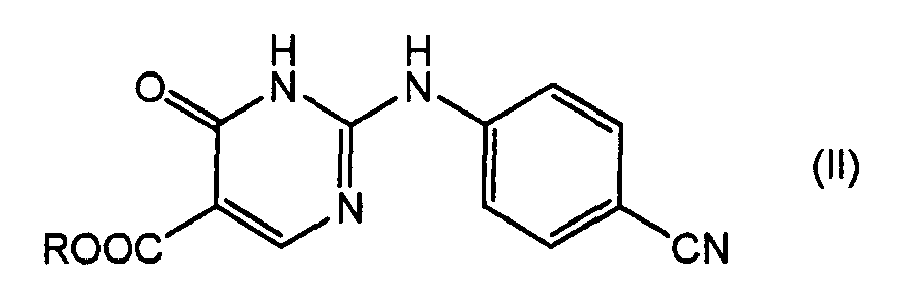 H H
O N N
(II)
N
ROOC CN